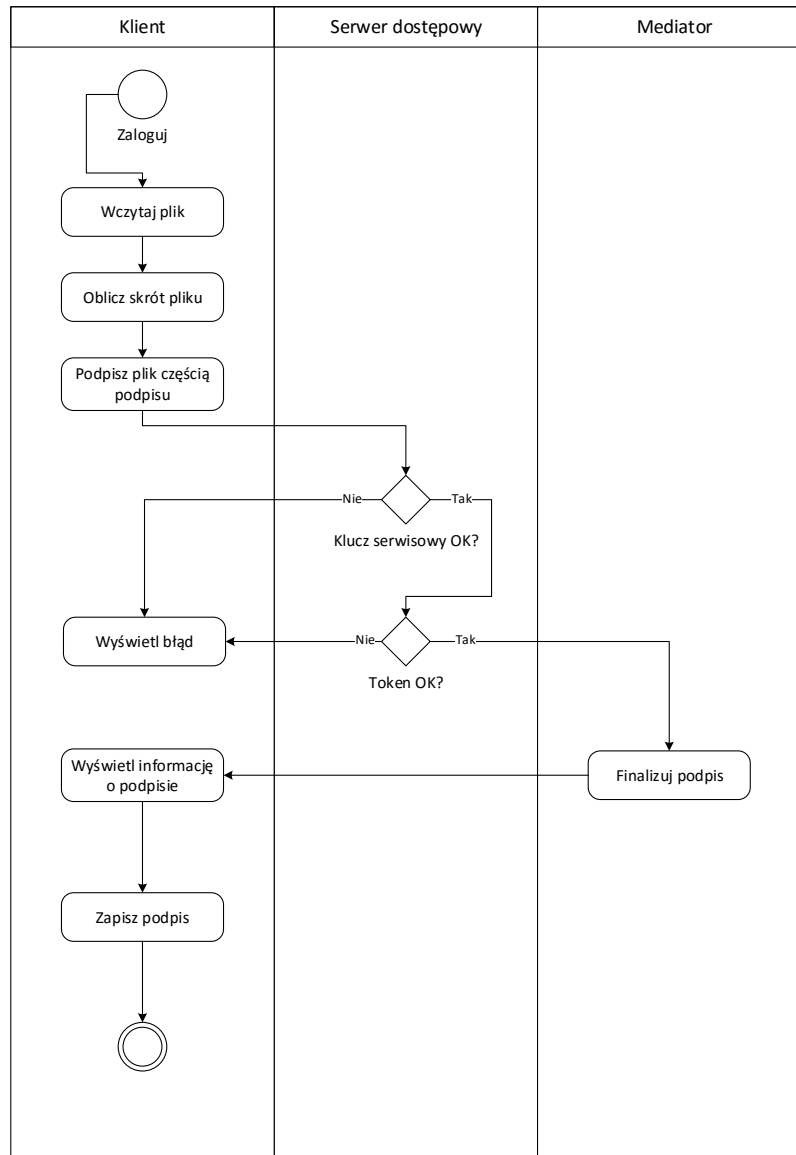 Klient
Serwer dostępowy
Mediator
Zaloguj
Wczytaj plik
Oblicz skrót pliku
Podpisz plik częścią
podpisu
Nie
Tak
Klucz serwisowy OK?
Wyświetl błąd
Nie
Tak
Token OK?
Wyświetl informację
o podpisie
Finalizuj podpis
Zapisz podpis